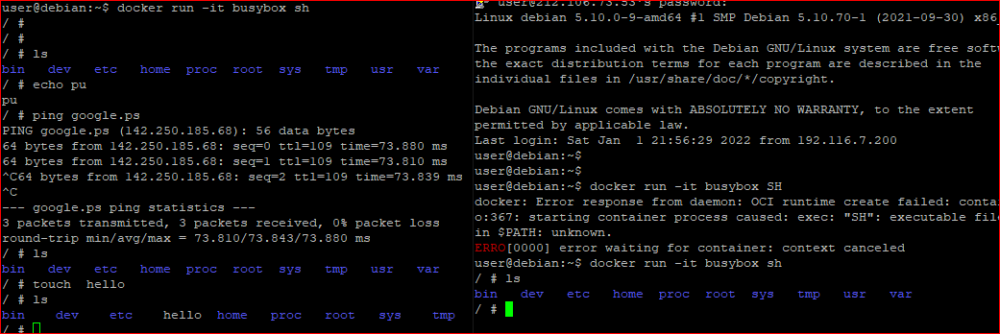 user@debian:~$ docker run -it busybox sh
/ #
/ #
/ # ls
bin dev etc home proc root sys tmp usr var
/ # echo pu
pu
/ # ping google.ps
PING google.ps (142.250.185.68): 56 data bytes
64 bytes from 142.250.185.68: seq=0 ttl=109 time=73.880 ms
64 bytes from 142.250.185.68: seq=1 ttl=109 time=73.810 ms
^C64 bytes from 142.250.185.68: seq=2 ttl=109 time=73.839 ms
^C
--- google.ps ping statistics ---
3 packets transmitted, 3 packets received, 0% packet loss
round-trip min/avg/max = 73.810/73.843/73.880 ms
/ # ls
bin dev etc home proc root sys tmp usr var
/ # touch  hello
/ # ls
bin dev etc hello home proc root sys tmp
/ #
user@212.106.73.53's password:
Linux debian 5.10.0-9-amd64 #1 SMP Debian 5.10.70-1 (2021-09-30) x86_
The programs included with the Debian GNU/Linux system are free softw
the exact distribution terms for each program are described in the
individual files in /usr/share/doc/*/copyright.
Debian GNU/Linux comes with ABSOLUTELY NO WARRANTY, to the extent
permitted by applicable law.
Last login: Sat Jan  1 21:56:29 2022 from 192.116.7.200
user@debian:~$
user@debian:~$
user@debian:~$ docker run -it busybox SH
docker: Error response from daemon: OCI runtime create failed: contai
o:367: starting container process caused: exec: "SH": executable file
in $PATH: unknown.
ERRO[0000] error waiting for container: context canceled
user@debian:~$ docker run -it busybox sh
/ # ls
bin dev etc home proc root sys tmp usr var
/ #